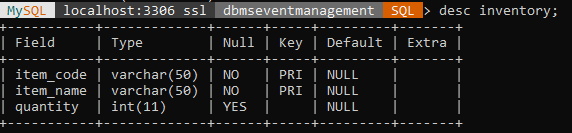 MySQL localhost:3306 ssl dbmseventmanagement SQL > desc inventory;
+-----------+-------------+------+-----+---------+-------+
| Field     | Type        | Null | Key | Default | Extra |
+-----------+-------------+------+-----+---------+-------+
| item_code | varchar(50) | NO   | PRI | NULL    |       |
| item_name | varchar(50) | NO   | PRI | NULL    |       |
| quantity  | int(11)     | YES  |     | NULL    |       |
+-----------+-------------+------+-----+---------+-------+